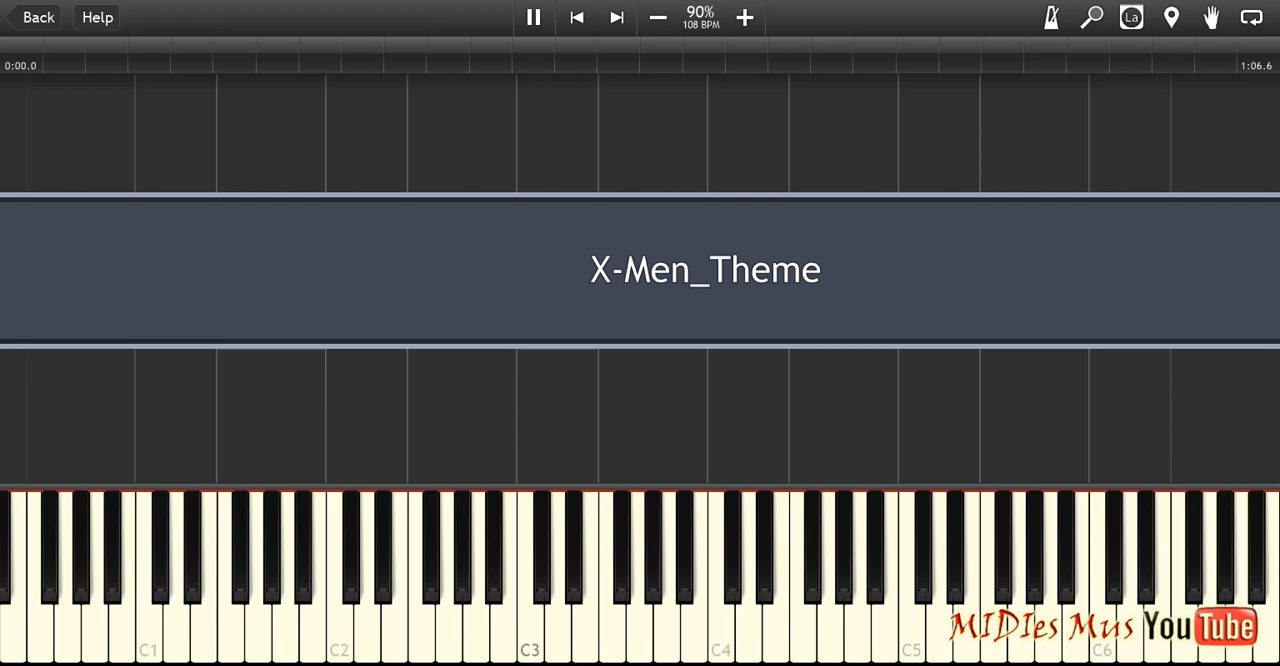 Back Help 90% 108 BPM La
0:00.0 1:06.6
X-Men_Theme
MIDIes Mus YouTube
C1 C2 C3 C4 C5 C6